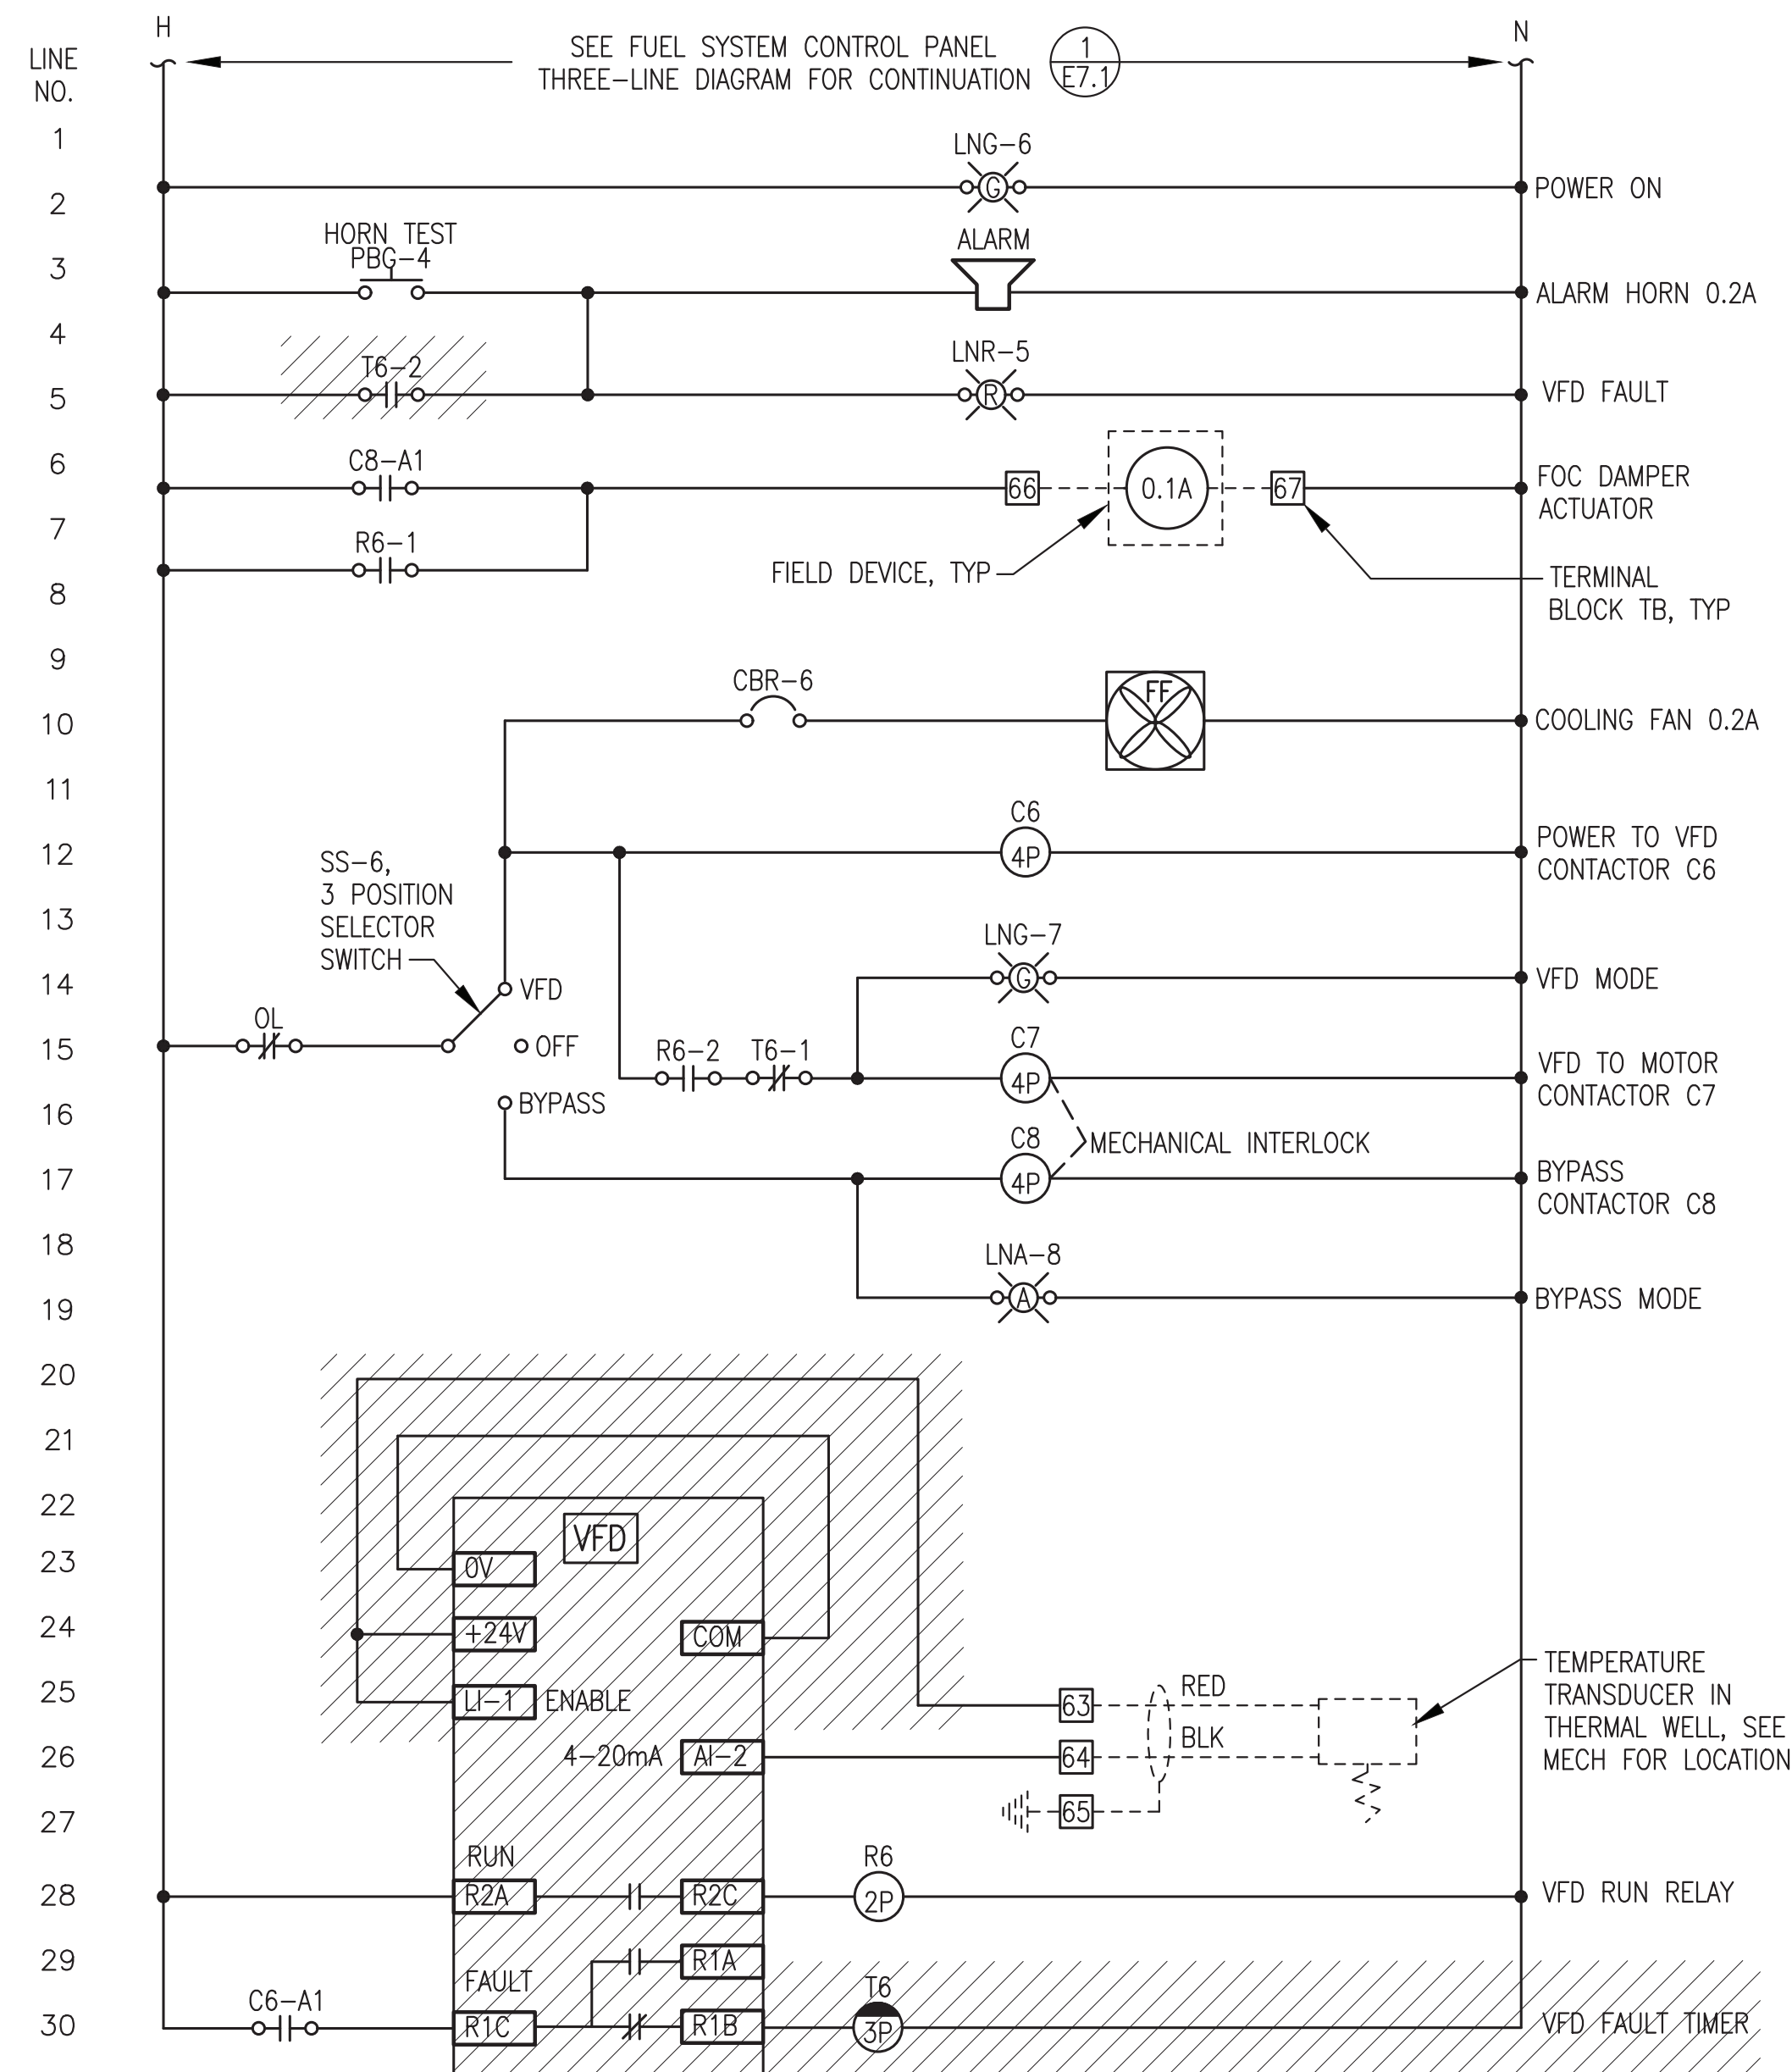 H
N
LINE
NO.
SEE FUEL SYSTEM CONTROL PANEL
THREE-LINE DIAGRAM FOR CONTINUATION
1
E7.1
1
LNG-6
G
POWER ON
2
HORN TEST
PBG-4
ALARM
3
ALARM HORN 0.2A
4
T6-2
LNR-5
R
VFD FAULT
5
C8-A1
6
66
0.1A
67
FOC DAMPER
ACTUATOR
7
R6-1
FIELD DEVICE, TYP
TERMINAL
BLOCK TB, TYP
8
9
CBR-6
FF
10
COOLING FAN 0.2A
11
C6
4P
12
POWER TO VFD
CONTACTOR C6
SS-6,
3 POSITION
SELECTOR
SWITCH
13
LNG-7
G
14
VFD
VFD MODE
OL
15
OFF
R6-2
T6-1
C7
4P
VFD TO MOTOR
CONTACTOR C7
16
BYPASS
MECHANICAL INTERLOCK
C8
4P
17
BYPASS
CONTACTOR C8
18
LNA-8
A
19
BYPASS MODE
20
21
22
VFD
23
0V
24
+24V
COM
25
LI-1
ENABLE
63
RED
TEMPERATURE
TRANSDUCER IN
THERMAL WELL, SEE
MECH FOR LOCATION
BLK
26
4-20mA
AI-2
64
27
65
RUN
R6
28
R2A
R2C
2P
VFD RUN RELAY
29
R1A
FAULT
T6
C6-A1
30
R1C
R1B
3P
VFD FAULT TIMER